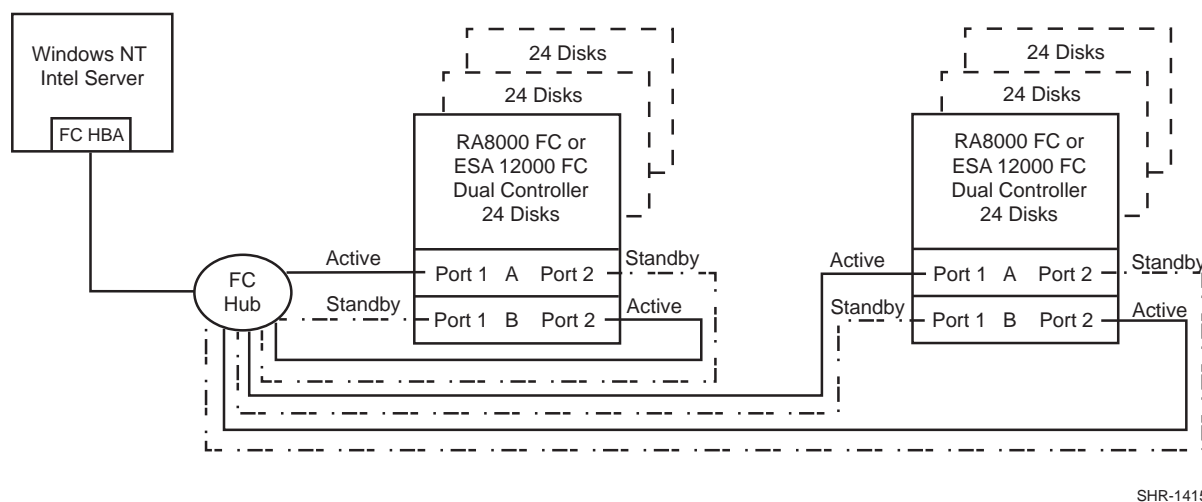 Windows NT
Intel Server
FC HBA
24 Disks
24 Disks
RA8000 FC or
ESA 12000 FC
Dual Controller
24 Disks
24 Disks
24 Disks
RA8000 FC or
ESA 12000 FC
Dual Controller
24 Disks
FC
Hub
Active
Port 1 A Port 2
Standby
Standby
Port 1 B Port 2
Active
Active
Port 1 A Port 2
Standby
Standby
Port 1 B Port 2
Active